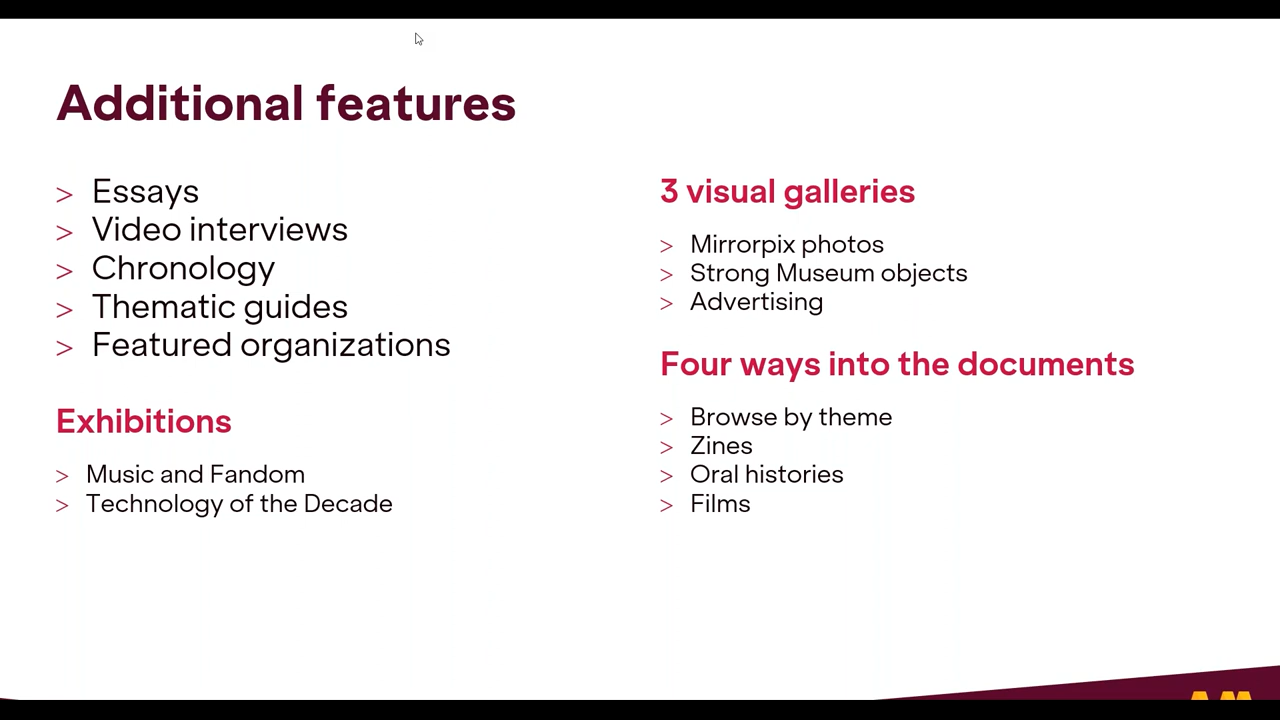 Additional features
> Essays
> Video interviews
> Chronology
> Thematic guides
> Featured organizations
Exhibitions
> Music and Fandom
> Technology of the Decade
3 visual galleries
> Mirrorpix photos
> Strong Museum objects
> Advertising
Four ways into the documents
> Browse by theme
> Zines
> Oral histories
> Films